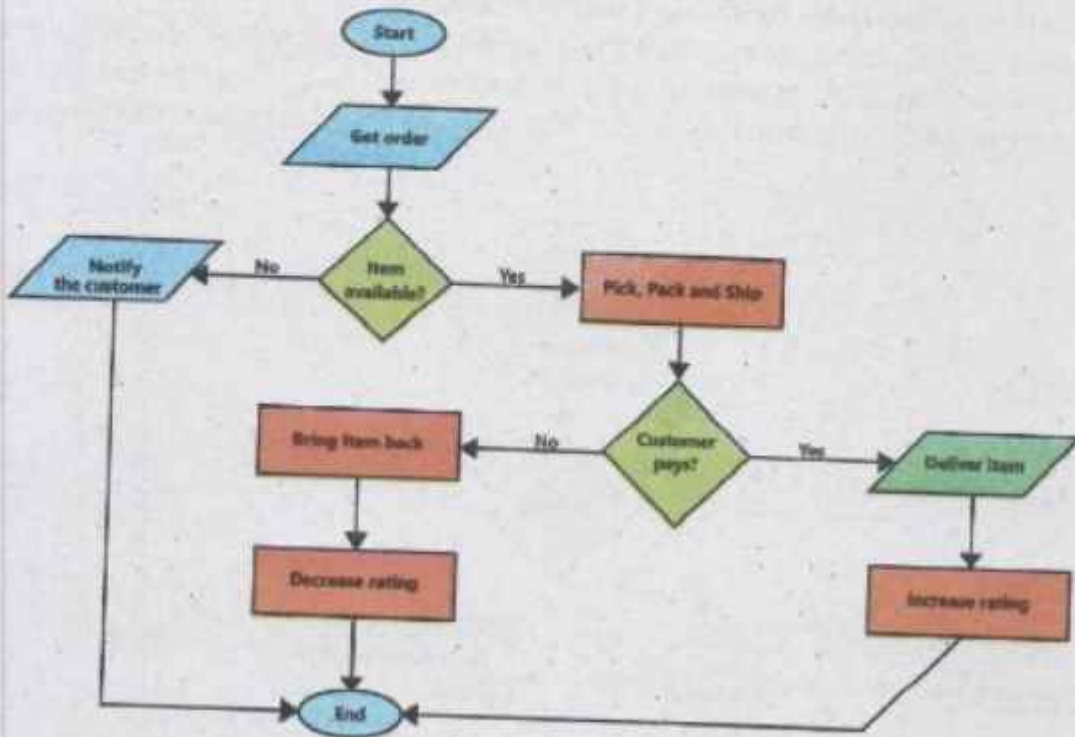 Start
Get order
Item
available?
No
Yes
Notify
the customer
Pick, Pack and Ship
Customer
pays?
No
Yes
Bring item back
Deliver item
Decrease rating
Increase rating
End